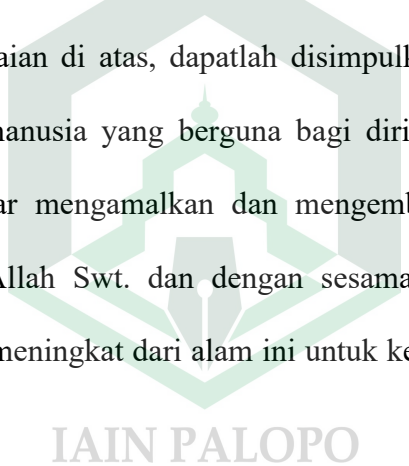 aian di atas, dapatlah disimpulk
nanusia yang berguna bagi diri
ar mengamalkan dan mengemb
Allah Swt. dan dengan sesama
meningkat dari alam ini untuk ke
IAIN PALOPO